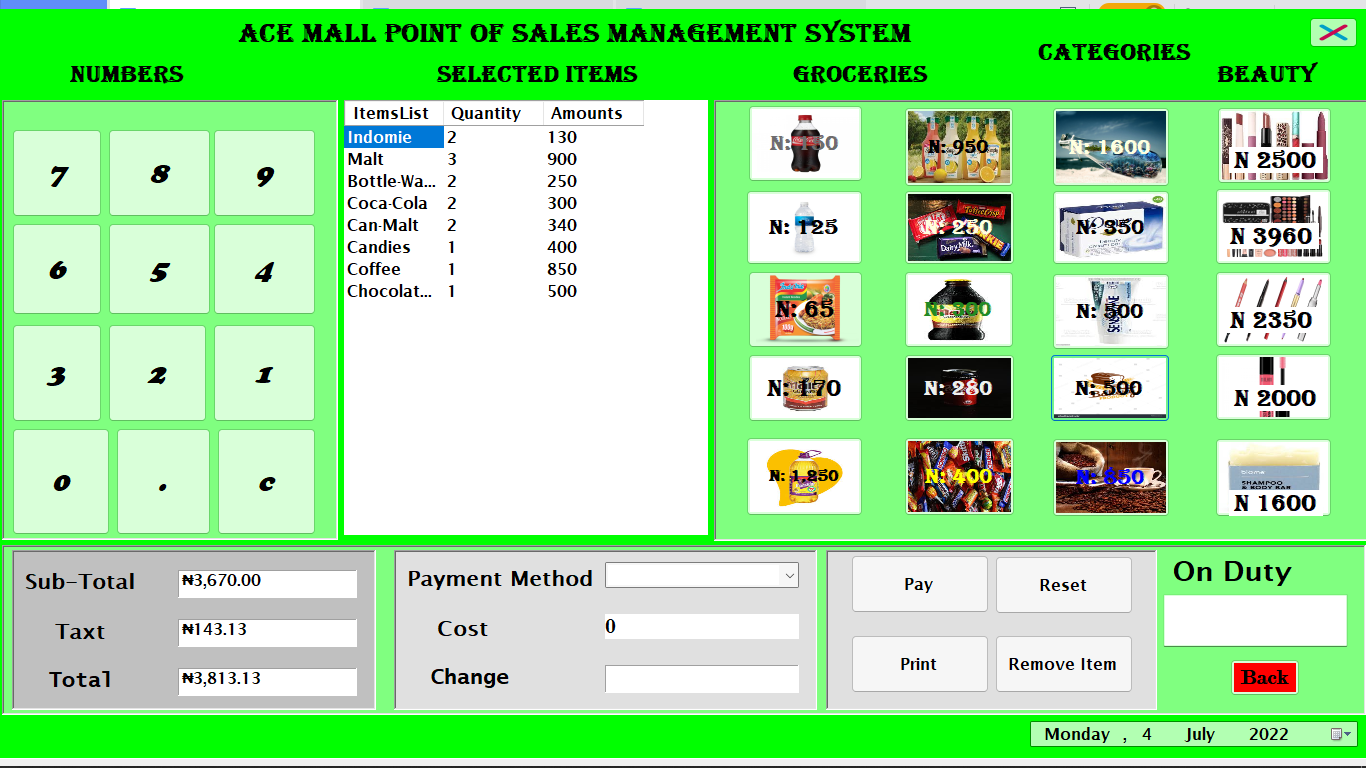 ACE MALL POINT OF SALES MANAGEMENT SYSTEM
NUMBERS
SELECTED ITEMS
GROCERIES
CATEGORIES
BEAUTY
7
8
9
6
5
4
3
2
1
0
.
c
ItemsList Quantity Amounts
Indomie 2 130
Malt 3 900
Bottle-Wa... 2 250
Coca-Cola 2 300
Can-Malt 2 340
Candies 1 400
Coffee 1 850
Chocolat... 1 500
N: 150
N: 950
N: 1600
N 2500
N: 125
N: 250
N: 350
N 3960
N: 65
N: 300
N: 500
N 2350
N: 170
N: 280
N: 500
N 2000
N: 1,250
N: 400
N: 850
SHAMPOO
& BODY BAR
N 1600
Sub-Total ₦3,670.00
Taxt ₦143.13
Total ₦3,813.13
Payment Method
Cost 0
Change
Pay
Reset
Print
Remove Item
On Duty
Back
Monday , 4 July 2022